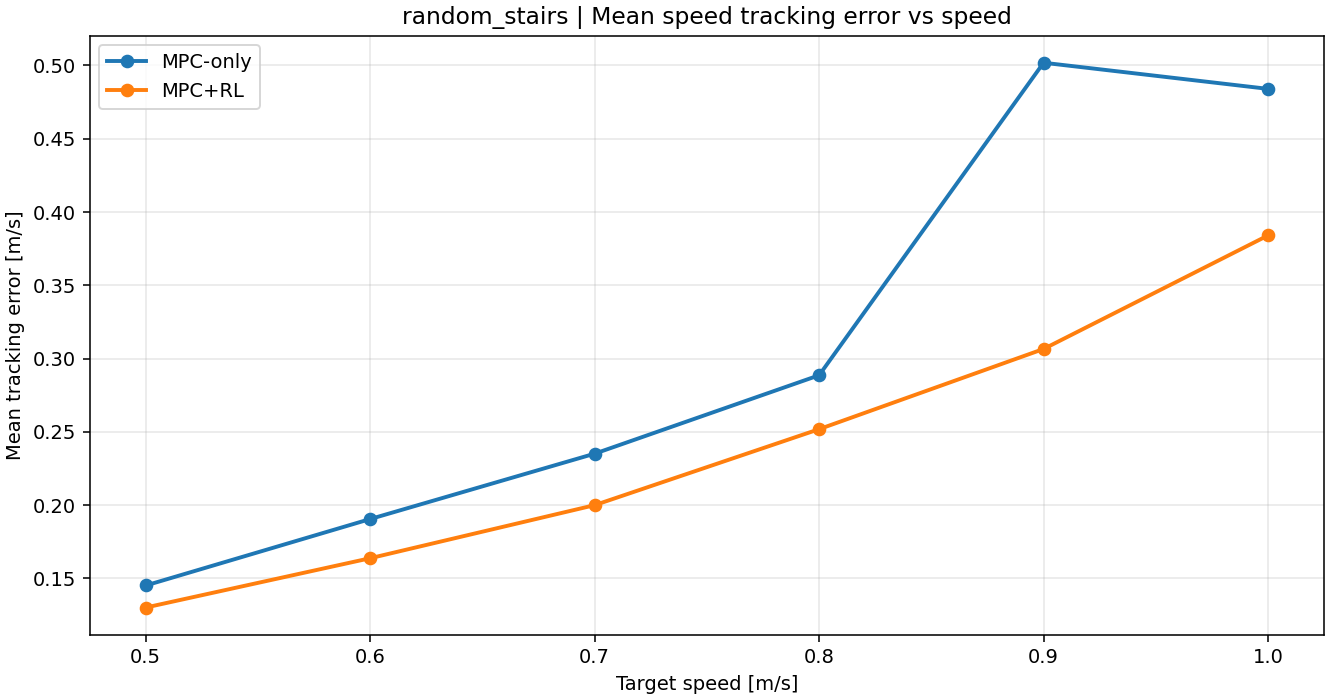 random_stairs | Mean speed tracking error vs speed
MPC-only
MPC+RL
Mean tracking error [m/s]
0.50
0.45
0.40
0.35
0.30
0.25
0.20
0.15
0.5
0.6
0.7
0.8
0.9
1.0
Target speed [m/s]